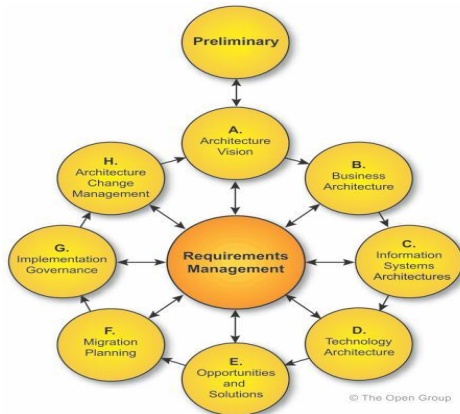 Preliminary
A.
Architecture
Vision
H.
Architecture
Change
Management
B.
Business
Architecture
G.
Implementation
Governance
Requirements
Management
C.
Information
Systems
Architectures
F.
Migration
Planning
E.
Opportunities
and
Solutions
D.
Technology
Architecture
© The Open Group